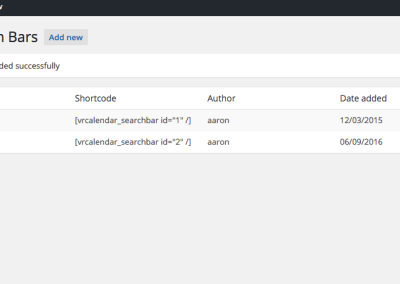 Bars Add new
successfully
Shortcode Author Date added
[vrcalendar_searchbar id="1" /] aaron 12/03/2015
[vrcalendar_searchbar id="2" /] aaron 06/09/2016